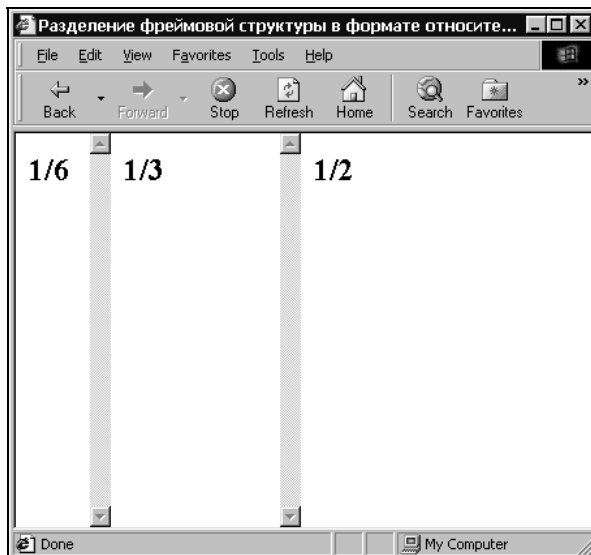 Разделение фреймовой структуры в формате относите...
File Edit View Favorites Tools Help
Back Forward Stop Refresh Home Search Favorites »
1/6 1/3 1/2
Done My Computer